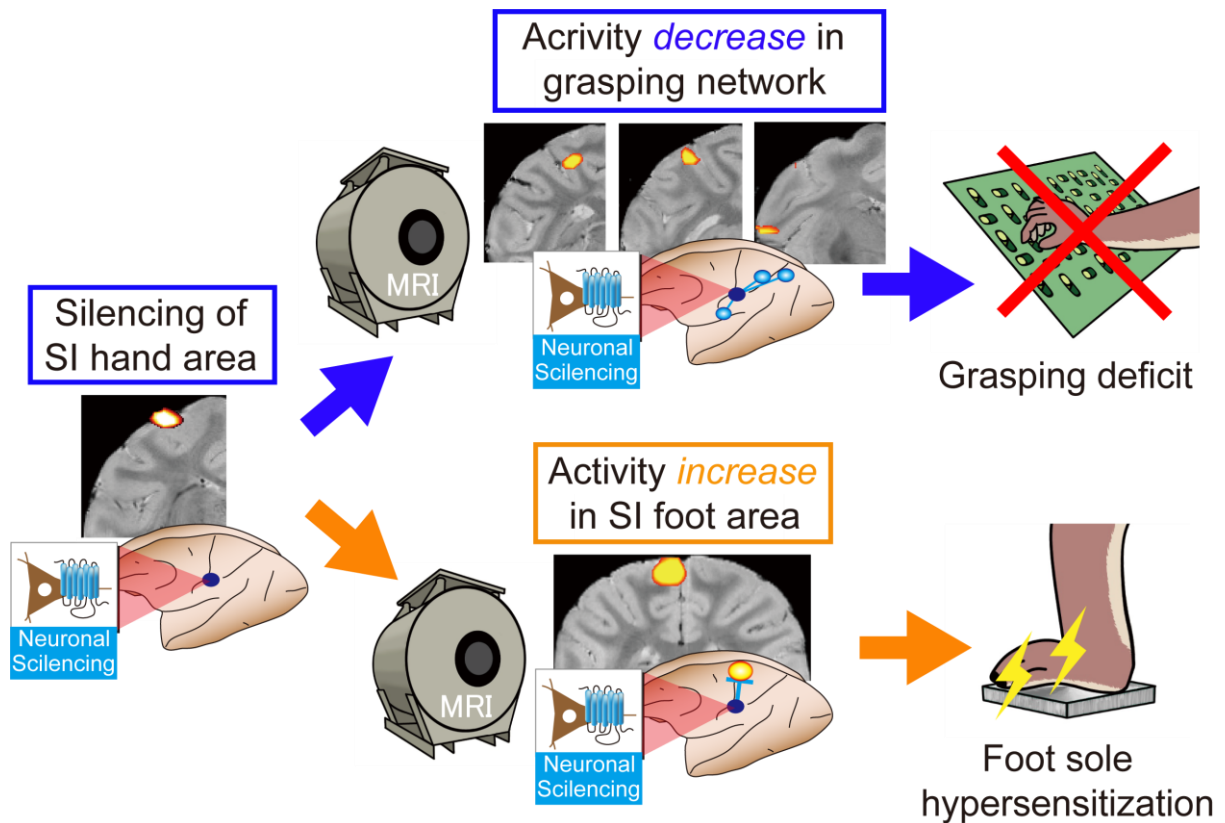 Silencing of
SI hand area
Neuronal
Scilencing
MRI
Acrivity decrease in
grasping network
Neuronal
Scilencing
Grasping deficit
MRI
Activity increase
in SI foot area
Neuronal
Scilencing
Foot sole
hypersensitization